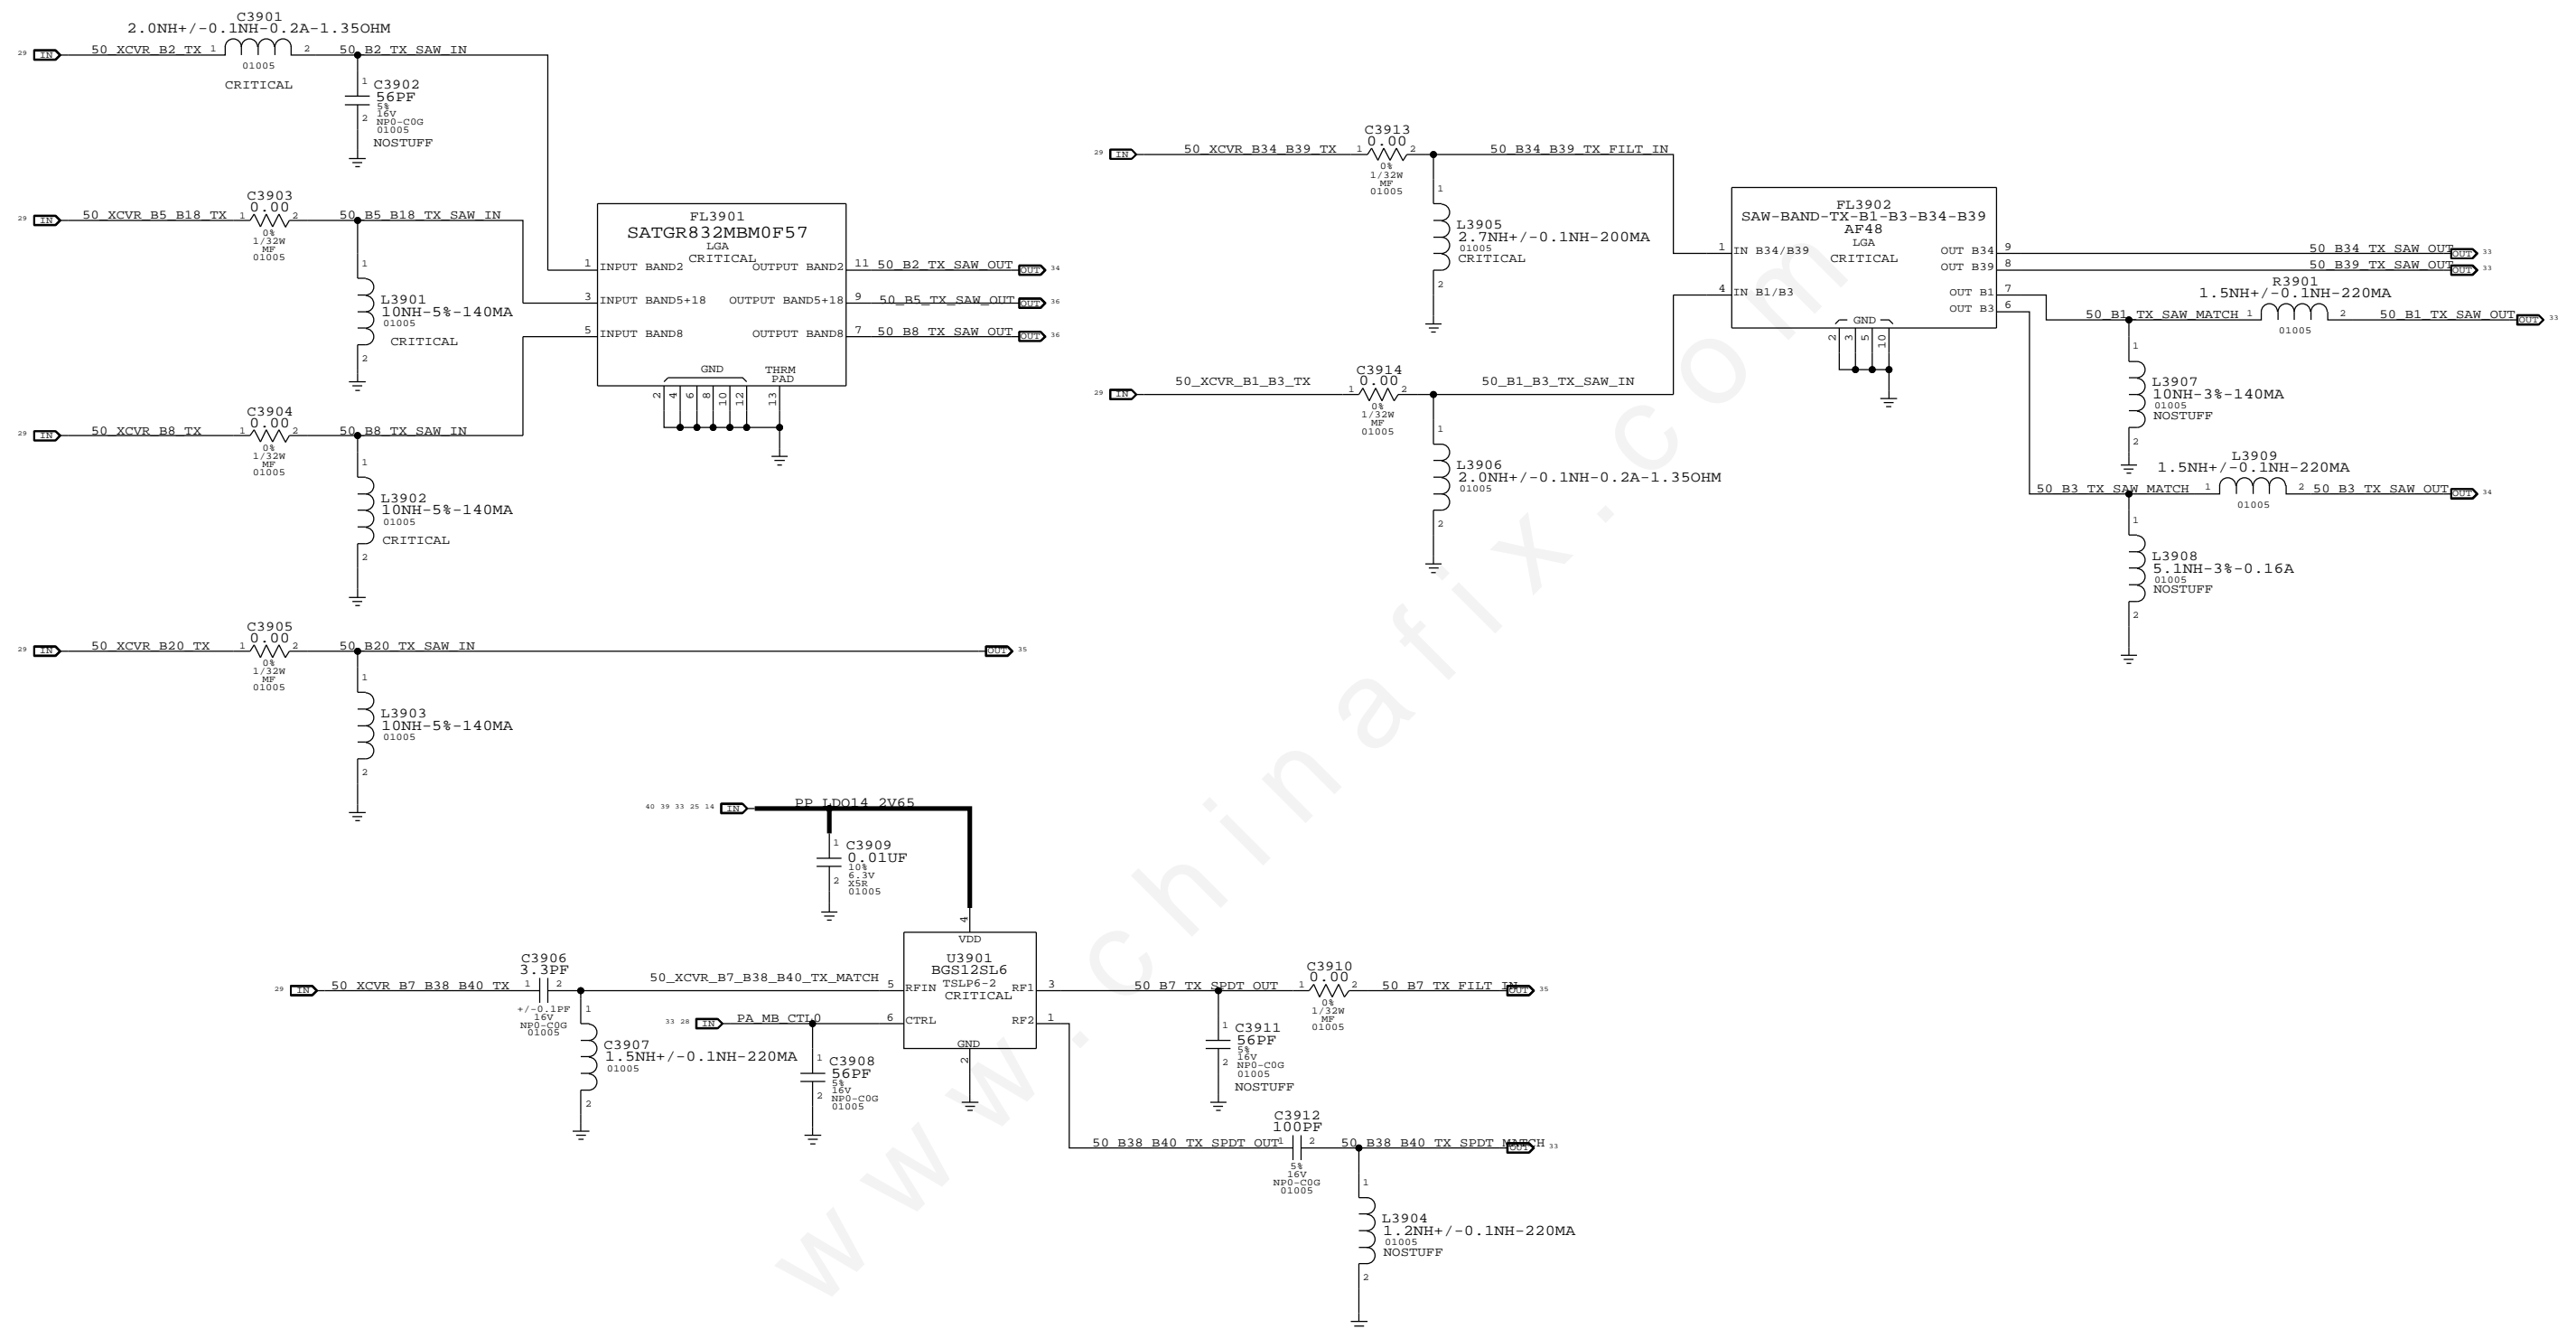 C3901
2.0NH+/-0.1NH-0.2A-1.35OHM
29 IN 50_XCVR_B2_TX 1 2 50_B2_TX_SAW_IN
01005
CRITICAL
1 C3902
56PF
5%
16V
2 NP0-C0G
01005
NOSTUFF
C3903
0.00
29 IN 50_XCVR_B5_B18_TX 1 2 50_B5_B18_TX_SAW_IN
0%
1/32W
MF
01005
1
L3901
10NH-5%-140MA
01005
CRITICAL
2
C3904
0.00
29 IN 50_XCVR_B8_TX 1 2 50_B8_TX_SAW_IN
0%
1/32W
MF
01005
1
L3902
10NH-5%-140MA
01005
CRITICAL
2
FL3901
SATGR832MBM0F57
LGA
CRITICAL
1 INPUT BAND2 OUTPUT BAND2 11 50_B2_TX_SAW_OUT OUT 34
3 INPUT BAND5+18 OUTPUT BAND5+18 9 50_B5_TX_SAW_OUT OUT 36
5 INPUT BAND8 OUTPUT BAND8 7 50_B8_TX_SAW_OUT OUT 36
GND THRM
PAD
2 4 6 8 10 12 13
C3905
0.00
29 IN 50_XCVR_B20_TX 1 2 50_B20_TX_SAW_IN OUT 35
0%
1/32W
MF
01005
1
L3903
10NH-5%-140MA
01005
2
C3913
0.00
29 IN 50_XCVR_B34_B39_TX 1 2 50_B34_B39_TX_FILT_IN
0%
1/32W
MF
01005
1
L3905
2.7NH+/-0.1NH-200MA
01005
CRITICAL
2
C3914
0.00
29 IN 50_XCVR_B1_B3_TX 1 2 50_B1_B3_TX_SAW_IN
0%
1/32W
MF
01005
1
L3906
2.0NH+/-0.1NH-0.2A-1.35OHM
01005
2
FL3902
SAW-BAND-TX-B1-B3-B34-B39
AF48
LGA
CRITICAL
1 IN B34/B39 OUT B34 9 50_B34_TX_SAW_OUT OUT 33
OUT B39 8 50_B39_TX_SAW_OUT OUT 33
4 IN B1/B3 OUT B1 7
OUT B3 6
GND
2 3 5 10
R3901
1.5NH+/-0.1NH-220MA
50_B1_TX_SAW_MATCH 1 2 50_B1_TX_SAW_OUT OUT 33
01005
1
L3907
10NH-3%-140MA
01005
NOSTUFF
2
L3909
1.5NH+/-0.1NH-220MA
50_B3_TX_SAW_MATCH 1 2 50_B3_TX_SAW_OUT OUT 34
01005
1
L3908
5.1NH-3%-0.16A
01005
NOSTUFF
2
40 39 33 25 14 IN PP_LDO14_2V65
1 C3909
0.01UF
10%
6.3V
2 X5R
01005
4
VDD
U3901
BGS12SL6
TSLP6-2
CRITICAL
5 RFIN RF1 3
6 CTRL RF2 1
GND
2
C3906
3.3PF
29 IN 50_XCVR_B7_B38_B40_TX 1 2 50_XCVR_B7_B38_B40_TX_MATCH
+/-0.1PF
16V
NP0-C0G
01005
1
C3907
1.5NH+/-0.1NH-220MA
01005
2
33 28 IN PA_MB_CTL0
1 C3908
56PF
5%
16V
2 NP0-C0G
01005
C3910
0.00
50_B7_TX_SPDT_OUT 1 2 50_B7_TX_FILT_IN OUT 35
0%
1/32W
MF
01005
1 C3911
56PF
5%
16V
2 NP0-C0G
01005
NOSTUFF
C3912
100PF
50_B38_B40_TX_SPDT_OUT 1 2 50_B38_B40_TX_SPDT_MATCH OUT 33
5%
16V
NP0-C0G
01005
1
L3904
1.2NH+/-0.1NH-220MA
01005
NOSTUFF
2
www.chinafix.com